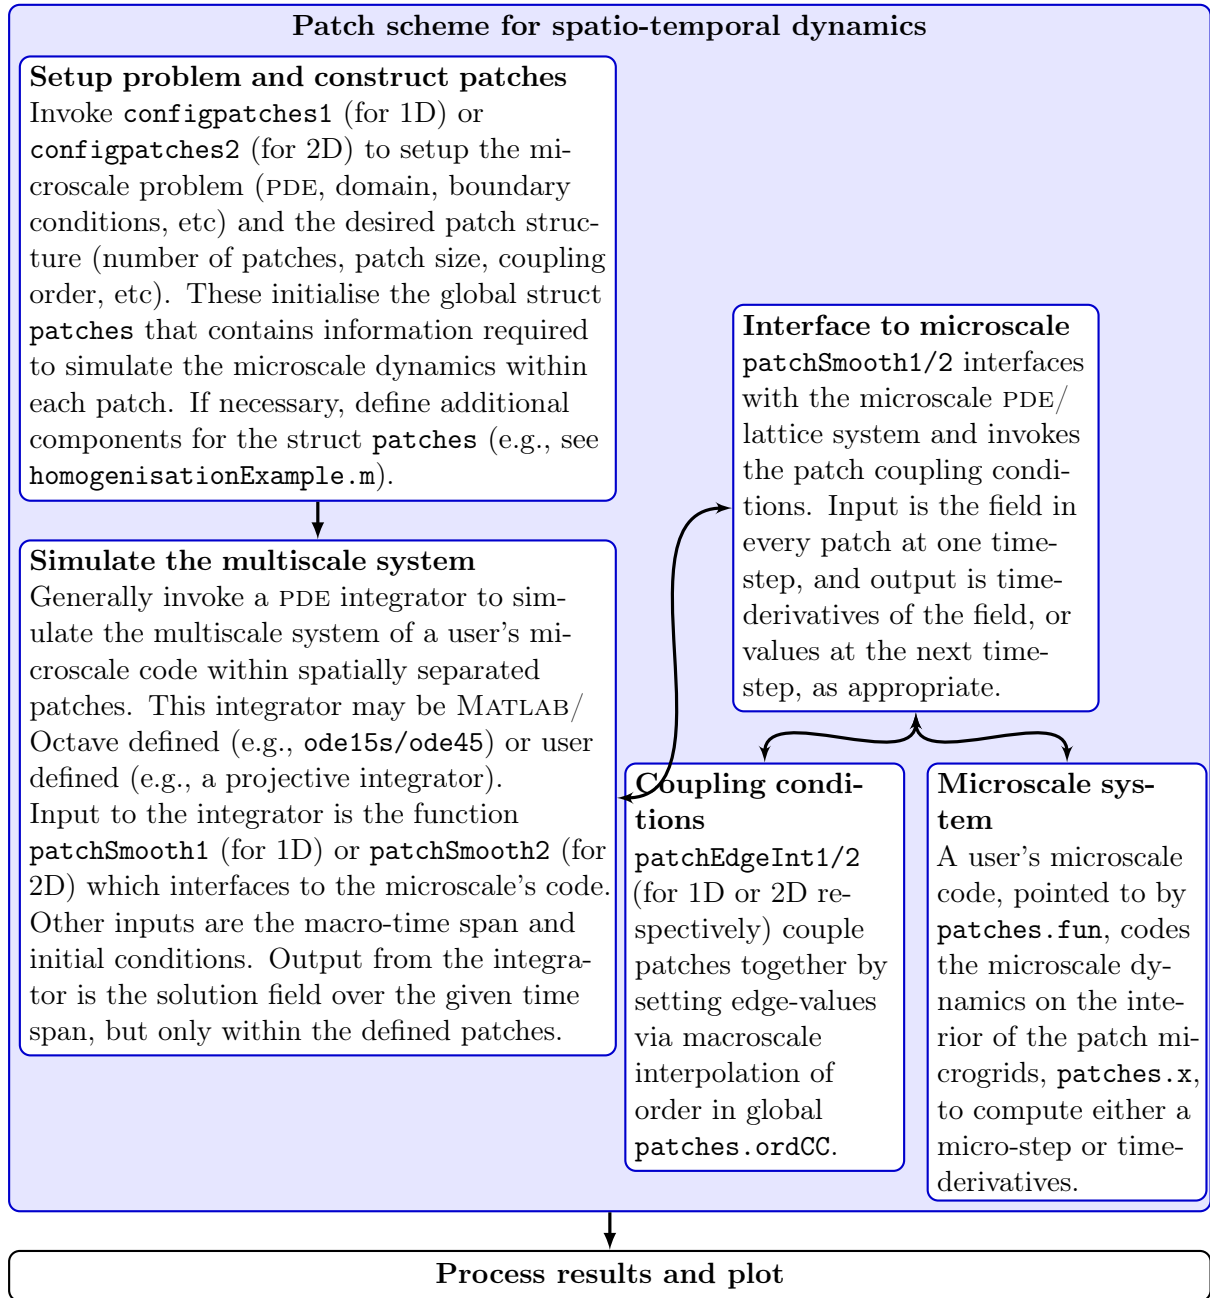 Patch scheme for spatio-temporal dynamics
Setup problem and construct patches
Invoke configpatches1 (for 1D) or
configpatches2 (for 2D) to setup the mi-
croscale problem (PDE, domain, boundary
conditions, etc) and the desired patch struc-
ture (number of patches, patch size, coupling
order, etc). These initialise the global struct
patches that contains information required
to simulate the microscale dynamics within
each patch. If necessary, define additional
components for the struct patches (e.g., see
homogenisationExample.m).
Simulate the multiscale system
Generally invoke a PDE integrator to sim-
ulate the multiscale system of a user's mi-
croscale code within spatially separated
patches. This integrator may be MATLAB/
Octave defined (e.g., ode15s/ode45) or user
defined (e.g., a projective integrator).
Input to the integrator is the function
patchSmooth1 (for 1D) or patchSmooth2 (for
2D) which interfaces to the microscale's code.
Other inputs are the macro-time span and
initial conditions. Output from the integra-
tor is the solution field over the given time
span, but only within the defined patches.
Interface to microscale
patchSmooth1/2 interfaces
with the microscale PDE/
lattice system and invokes
the patch coupling condi-
tions. Input is the field in
every patch at one time-
step, and output is time-
derivatives of the field, or
values at the next time-
step, as appropriate.
Coupling condi-
tions
patchEdgeInt1/2
(for 1D or 2D re-
spectively) couple
patches together by
setting edge-values
via macroscale
interpolation of
order in global
patches.ordCC.
Microscale sys-
tem
A user's microscale
code, pointed to by
patches.fun, codes
the microscale dy-
namics on the inte-
rior of the patch mi-
crogrids, patches.x,
to compute either a
micro-step or time-
derivatives.
Process results and plot